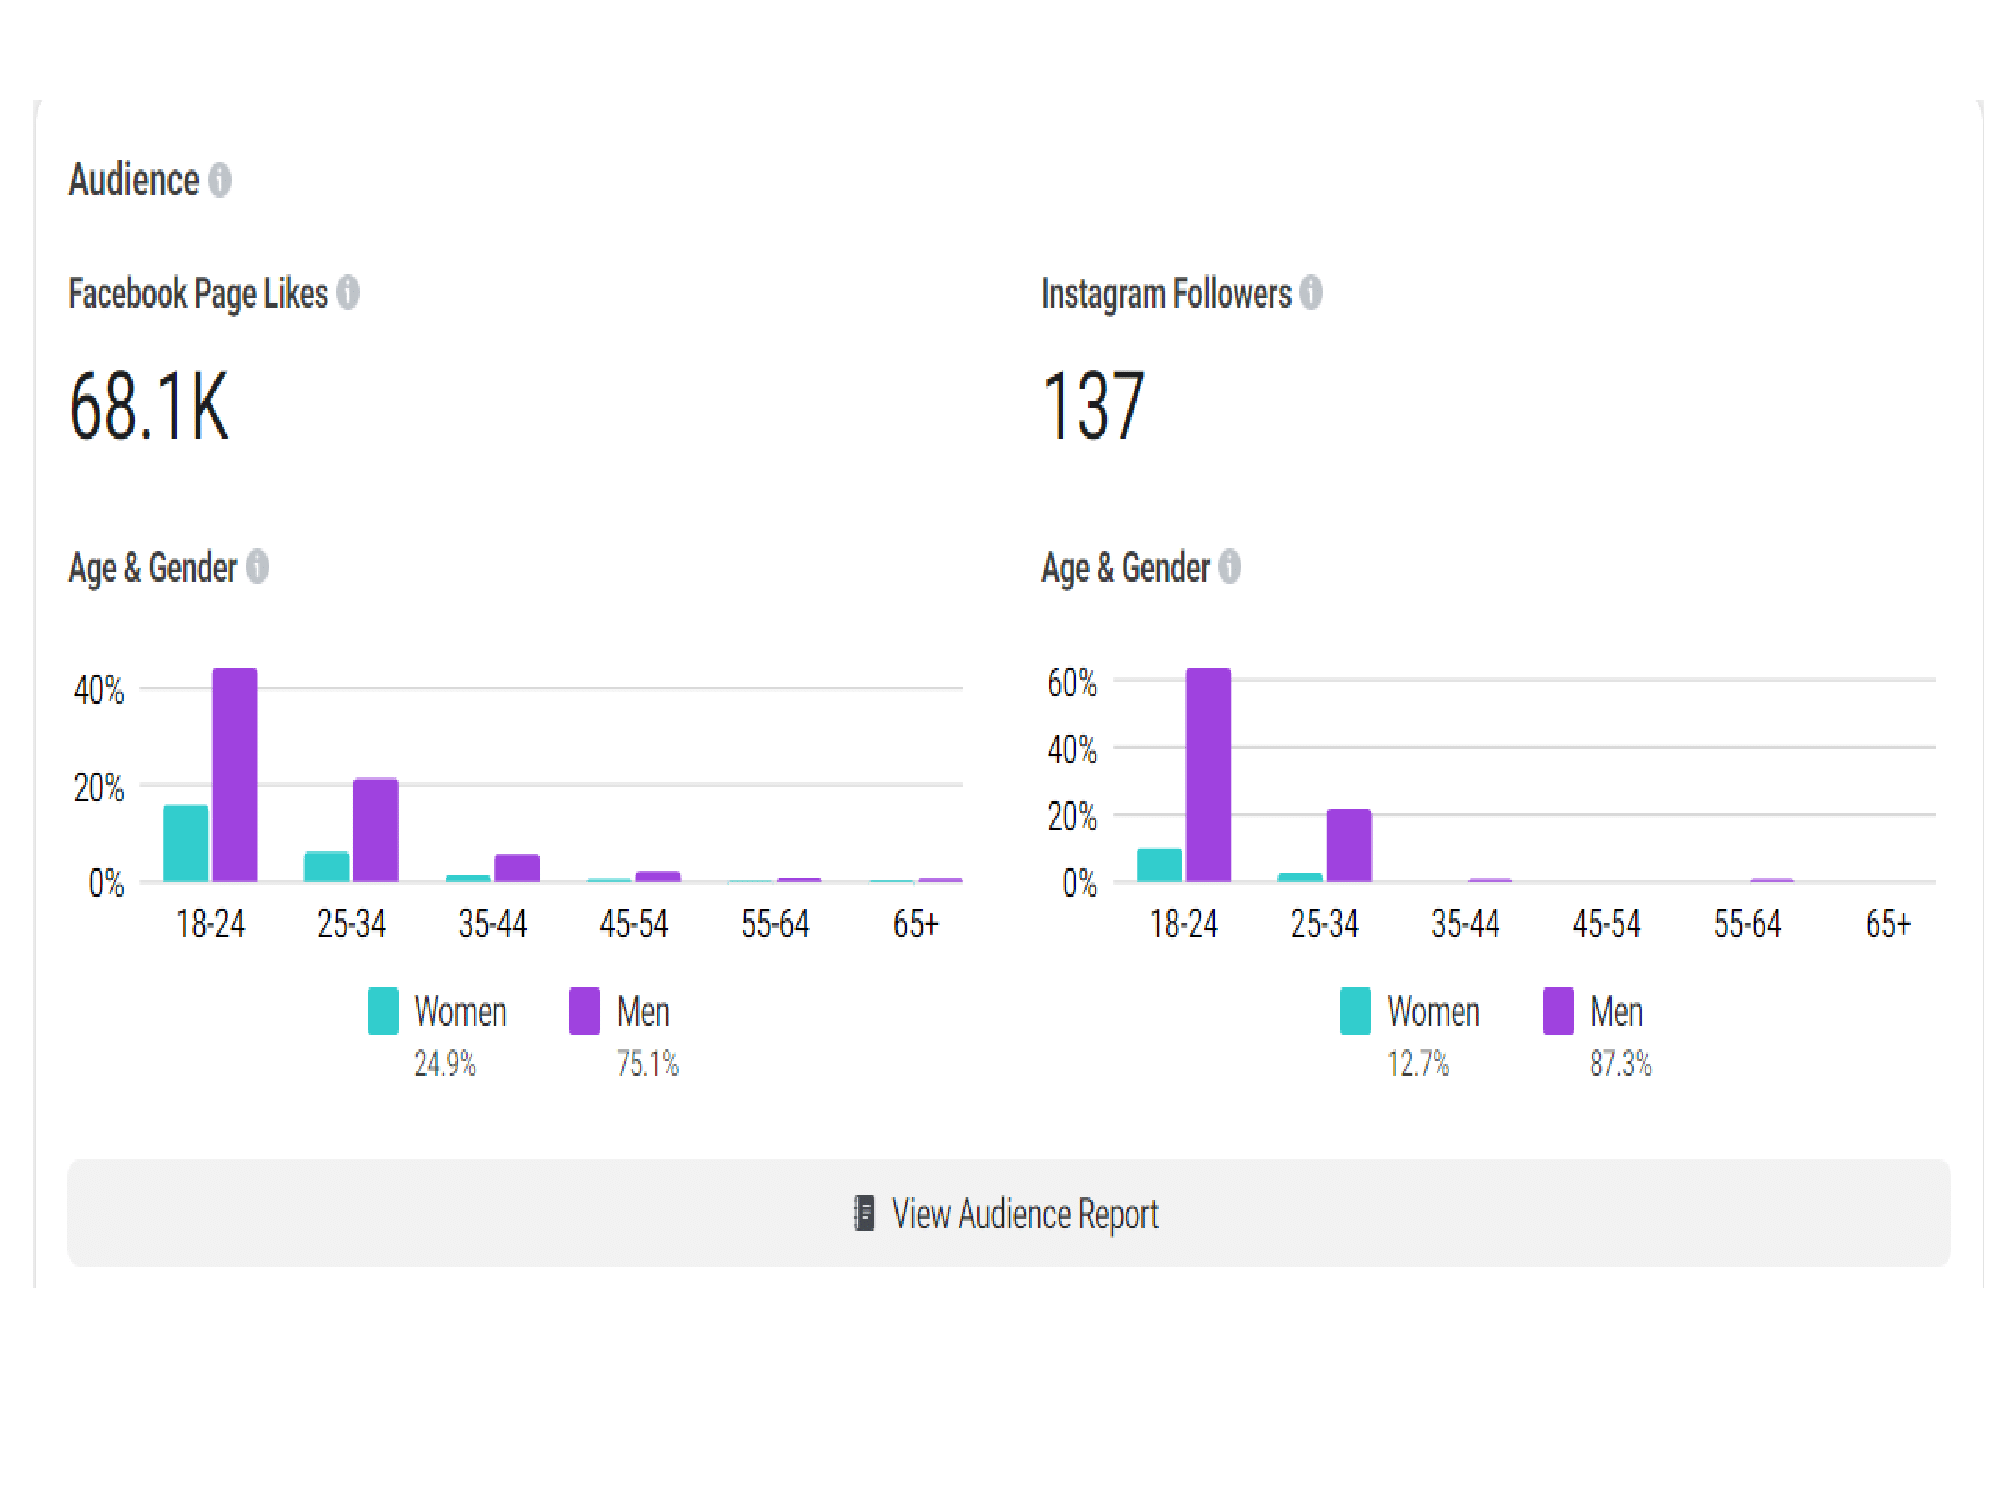 Audience
Facebook Page Likes
68.1K
Age & Gender
40%
20%
0%
18-24 25-34 35-44 45-54 55-64 65+
Women Men
24.9% 75.1%
Instagram Followers
137
Age & Gender
60%
40%
20%
0%
18-24 25-34 35-44 45-54 55-64 65+
Women Men
12.7% 87.3%
View Audience Report